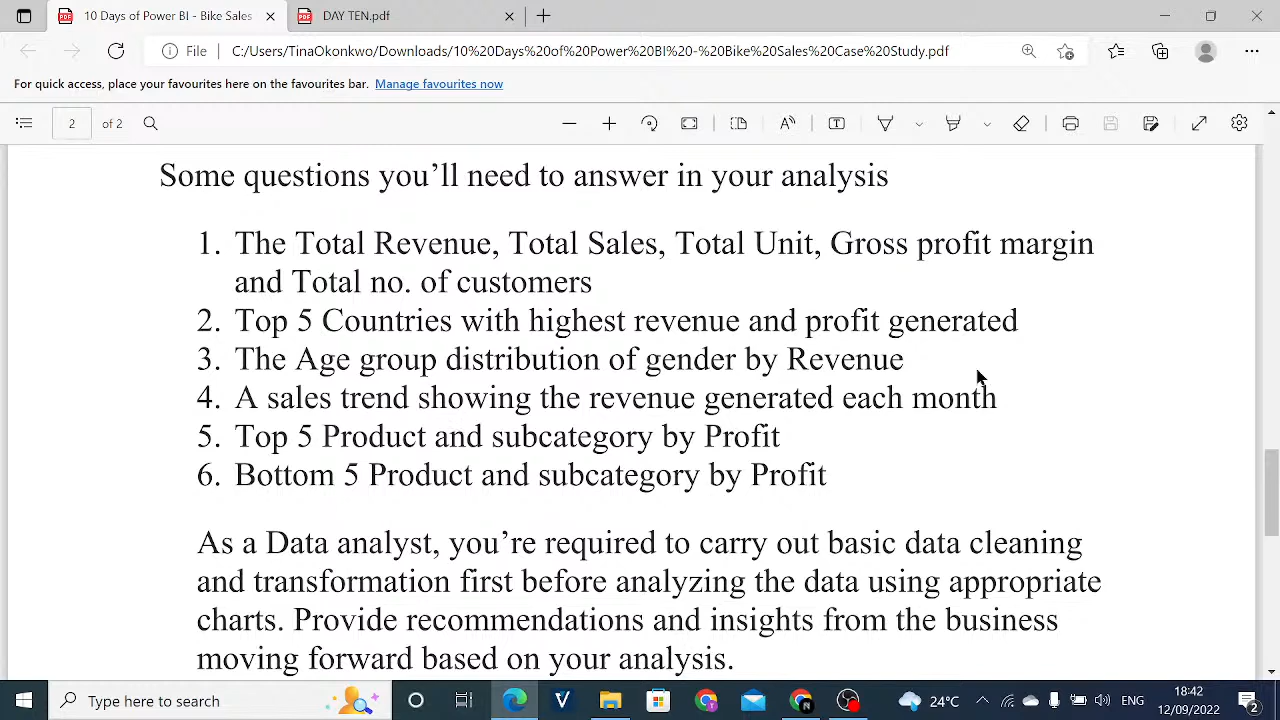 10 Days of Power BI - Bike Sales
DAY TEN.pdf
File
C:/Users/TinaOkonkwo/Downloads/10%20Days%20of%20Power%20BI%20-%20Bike%20Sales%20Case%20Study.pdf
For quick access, place your favourites here on the favourites bar. Manage favourites now
2 of 2
Some questions you’ll need to answer in your analysis
1. The Total Revenue, Total Sales, Total Unit, Gross profit margin
and Total no. of customers
2. Top 5 Countries with highest revenue and profit generated
3. The Age group distribution of gender by Revenue
4. A sales trend showing the revenue generated each month
5. Top 5 Product and subcategory by Profit
6. Bottom 5 Product and subcategory by Profit
As a Data analyst, you’re required to carry out basic data cleaning
and transformation first before analyzing the data using appropriate
charts. Provide recommendations and insights from the business
moving forward based on your analysis.
Type here to search
24°C
ENG
18:42
12/09/2022
2